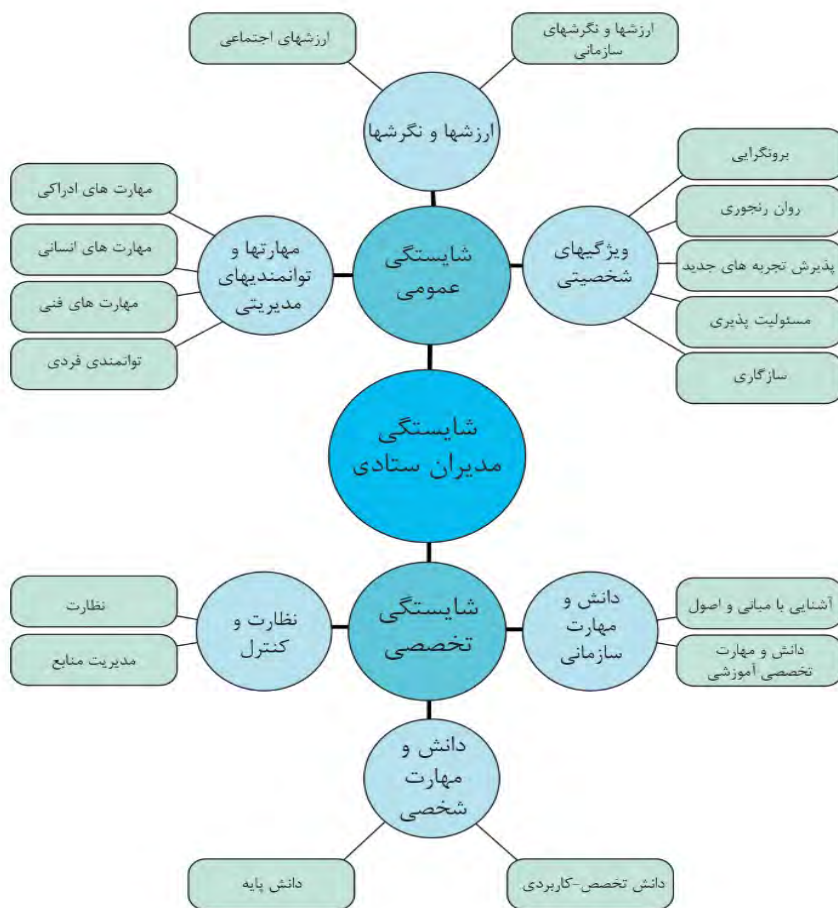 ارزشها و نگرشهای
سازمانی
ارزشهای اجتماعی
ارزشها و نگرشها
برونگرایی
روان رنجوری
پذیرش تجربه های جدید
مسئولیت پذیری
سازگاری
ویژگیهای
شخصیتی
شایستگی
عمومی
مهارتها و
توانمندیهای
مدیریتی
مهارت های ادراکی
مهارت های انسانی
مهارت های فنی
توانمندی فردی
شایستگی
مدیران ستادی
آشنایی با مبانی و اصول
دانش و مهارت
تخصصی آموزشی
دانش و
مهارت
سازمانی
شایستگی
تخصصی
نظارت و
کنترل
نظارت
مدیریت منابع
دانش و
مهارت
شخصی
دانش تخصص-کاربردی
دانش پایه